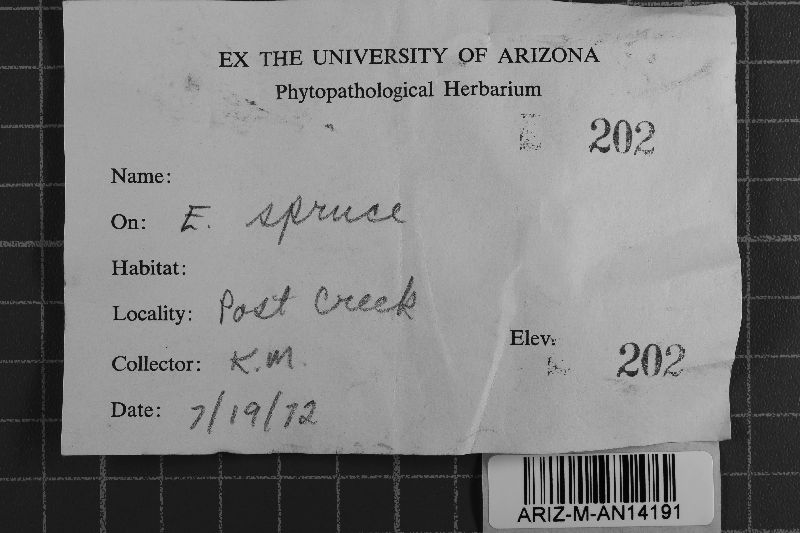 EX THE UNIVERSITY OF ARIZONA
Phytopathological Herbarium
202
Name:
On: E. spruce
Habitat:
Locality: Post Creek
Elev.
Collector: K.M.
202
Date: 7/19/72
ARIZ-M-AN14191